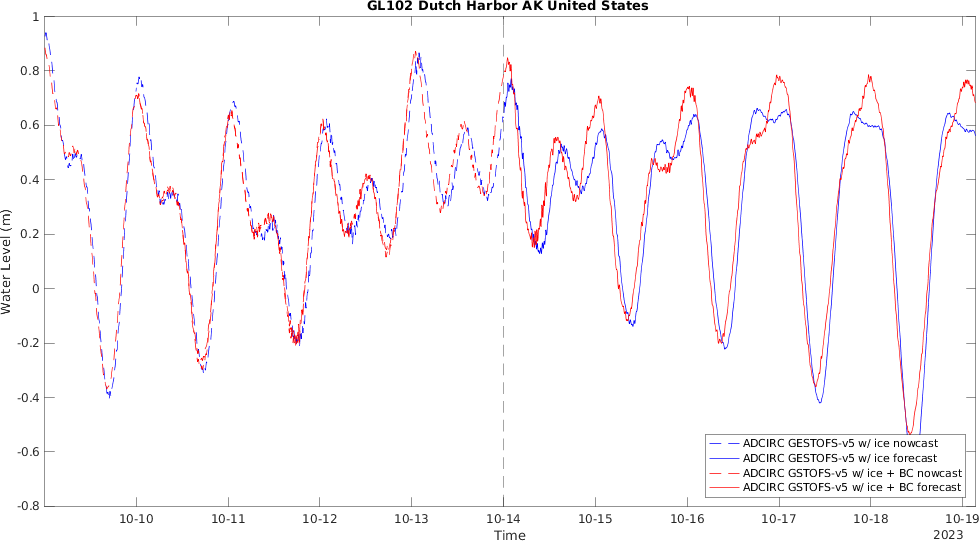 GL102 Dutch Harbor AK United States
1
0.8
0.6
0.4
0.2
0
-0.2
-0.4
-0.6
-0.8
Water Level (m)
ADCIRC GESTOFS-v5 w/ ice nowcast
ADCIRC GESTOFS-v5 w/ ice forecast
ADCIRC GSTOFS-v5 w/ ice + BC nowcast
ADCIRC GSTOFS-v5 w/ ice + BC forecast
10-10 10-11 10-12 10-13 10-14 10-15 10-16 10-17 10-18 10-19
Time
2023